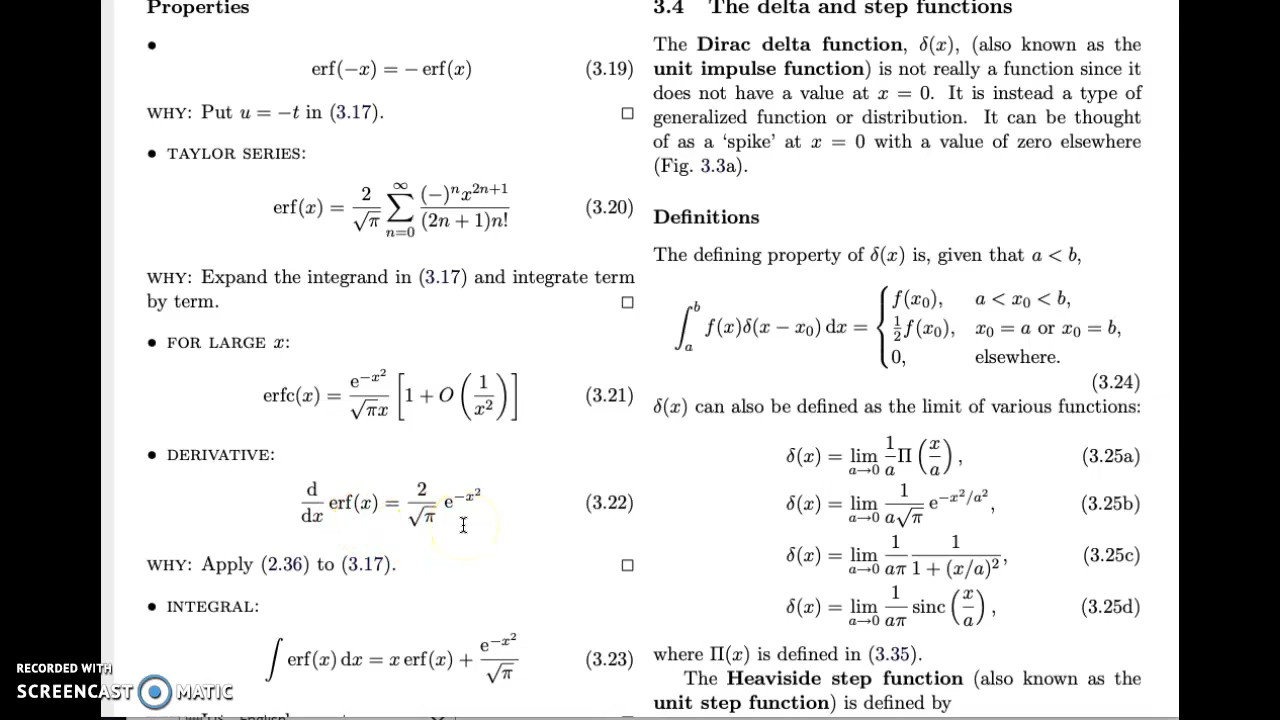 Properties
•
erf(−x) = − erf(x) (3.19)
WHY: Put u = −t in (3.17). □
• TAYLOR SERIES:
erf(x) = 2/√π ∑_{n=0}^{∞} (−)^n x^{2n+1}/(2n + 1)n! (3.20)
WHY: Expand the integrand in (3.17) and integrate term
by term. □
• FOR LARGE x:
erfc(x) = e^{−x²}/√πx [1 + O(1/x²)] (3.21)
• DERIVATIVE:
d/dx erf(x) = 2/√π e^{−x²} (3.22)
WHY: Apply (2.36) to (3.17). □
• INTEGRAL:
∫ erf(x) dx = x erf(x) + e^{−x²}/√π (3.23)
3.4 The delta and step functions
The Dirac delta function, δ(x), (also known as the
unit impulse function) is not really a function since it
does not have a value at x = 0. It is instead a type of
generalized function or distribution. It can be thought
of as a ‘spike’ at x = 0 with a value of zero elsewhere
(Fig. 3.3a).
Definitions
The defining property of δ(x) is, given that a < b,
∫_a^b f(x)δ(x − x₀) dx = { f(x₀), a < x₀ < b,
½f(x₀), x₀ = a or x₀ = b,
0, elsewhere.
(3.24)
δ(x) can also be defined as the limit of various functions:
δ(x) = lim_{a→0} 1/a Π(x/a), (3.25a)
δ(x) = lim_{a→0} 1/a√π e^{−x²/a²}, (3.25b)
δ(x) = lim_{a→0} 1/aπ 1/1 + (x/a)², (3.25c)
δ(x) = lim_{a→0} 1/aπ sinc(x/a), (3.25d)
where Π(x) is defined in (3.35).
The Heaviside step function (also known as the
unit step function) is defined by
RECORDED WITH
SCREENCAST MATIC